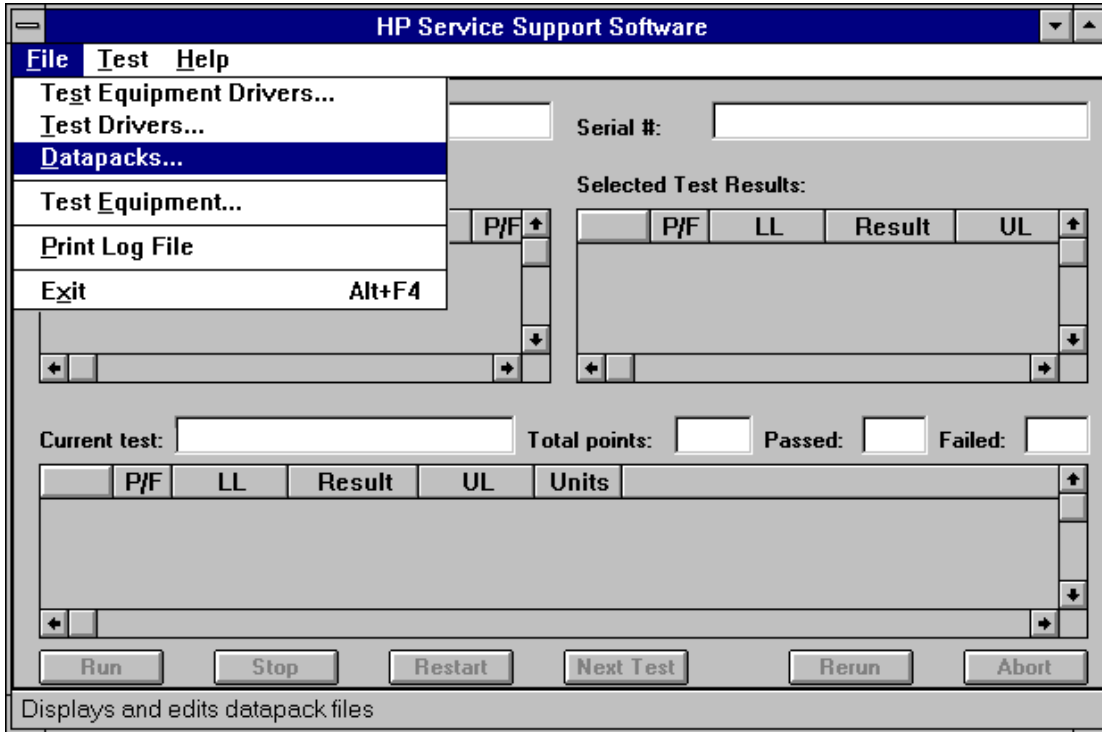 HP Service Support Software
File Test Help
Test Equipment Drivers...
Test Drivers...
Datapacks...
Test Equipment...
Print Log File
Exit Alt+F4
Serial #:
Selected Test Results:
P/F
P/F LL Result UL
Current test: Total points: Passed: Failed:
P/F LL Result UL Units
Run Stop Restart Next Test Rerun Abort
Displays and edits datapack files